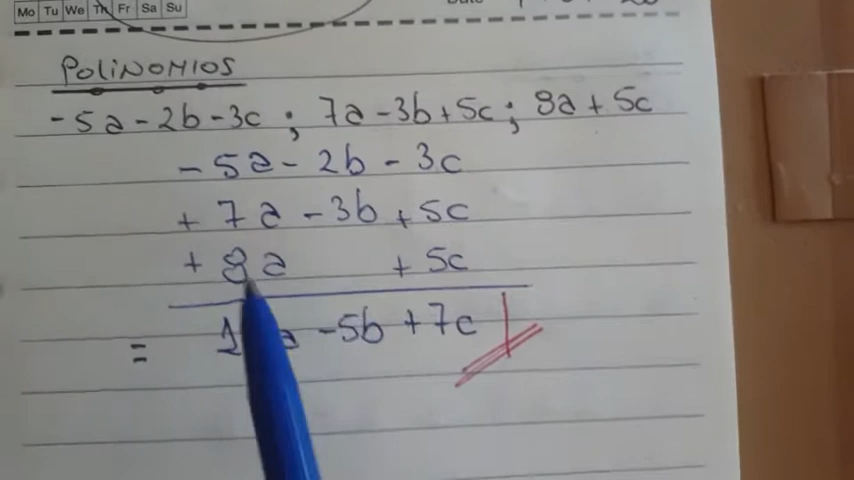 Mo Tu We Th Fr Sa Su
POLINOMIOS
-5a-2b-3c ; 7a-3b+5c ; 8a+5c
-5a-2b-3c
+7a-3b+5c
+8a +5c
= -5b+7c